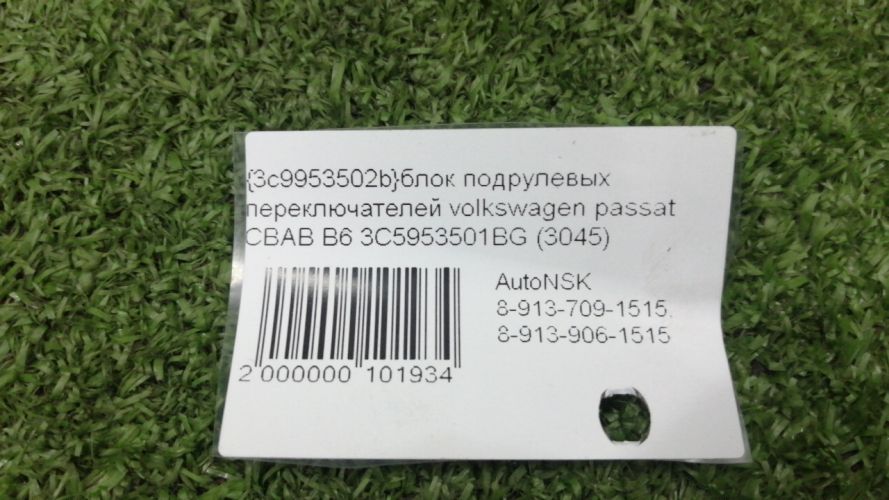 {3c9953502b}блок подрулевых
переключателей volkswagen passat
CBAB B6 3C5953501BG (3045)
AutoNSK
8-913-709-1515,
8-913-906-1515
2 000000 101934